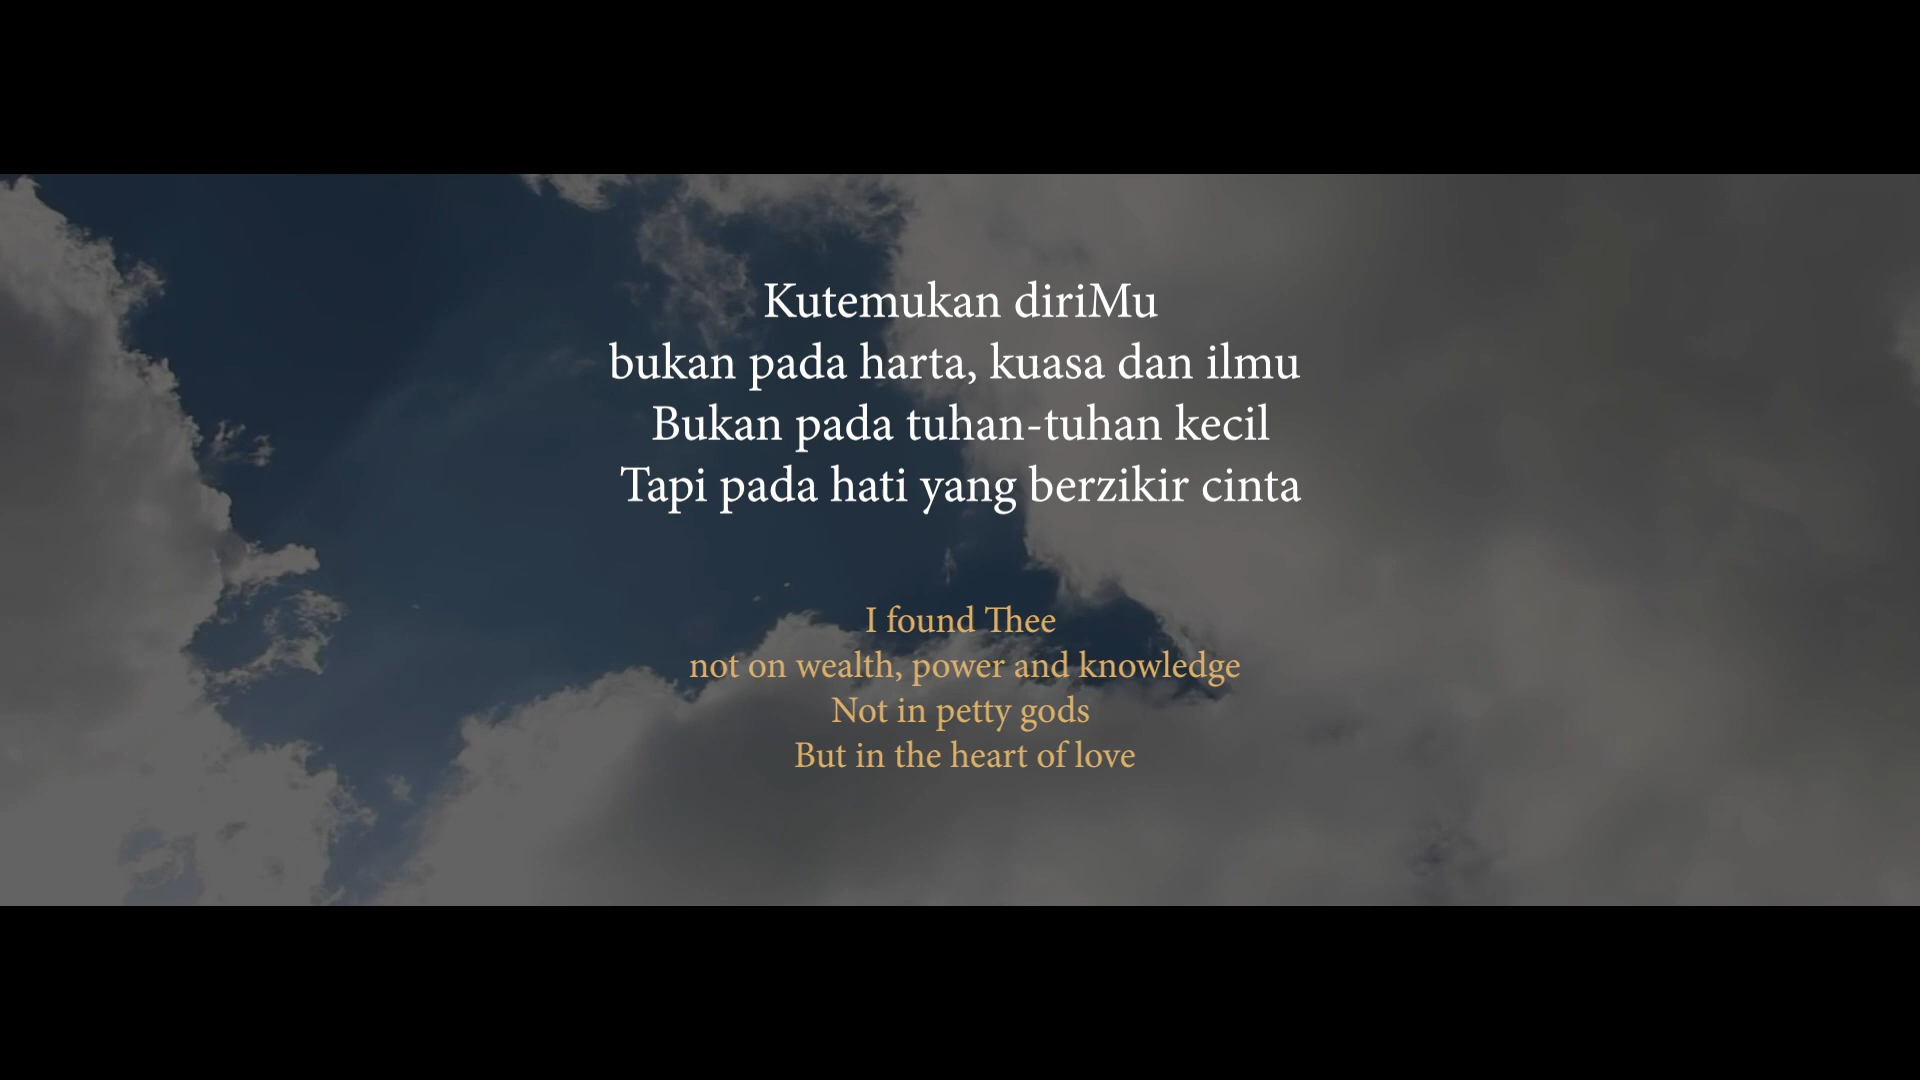 Kutemukan diriMu
bukan pada harta, kuasa dan ilmu
Bukan pada tuhan-tuhan kecil
Tapi pada hati yang berzikir cinta
I found Thee
not on wealth, power and knowledge
Not in petty gods
But in the heart of love